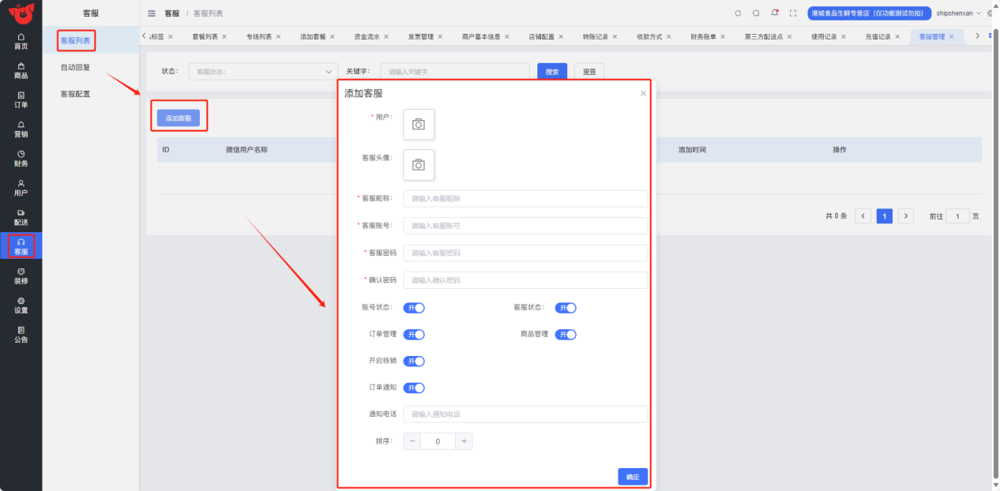 客服
客服 / 客服列表
港城食品生鲜专营店（仅功能测试勿拍）
shipshenxan
标签 ×
套餐列表 ×
专场列表 ×
添加套餐 ×
资金流水 ×
发票管理 ×
商户基本信息 ×
店铺配置 ×
转账记录 ×
收款方式 ×
财务账单 ×
第三方配送点 ×
使用记录 ×
充值记录 ×
客服管理 ×
首页
商品
订单
营销
财务
用户
配送
客服
装修
设置
公告
客服列表
自动回复
客服配置
状态：
客服状态:
关键字：
请输入关键字
搜索
重置
添加客服
ID
微信用户名称
添加时间
操作
共 0 条
1
前往 1 页
添加客服
* 用户：
客服头像：
* 客服昵称：
请输入客服昵称
* 客服账号：
请输入客服账号
* 客服密码
请输入客服密码
* 确认密码
请输入确认密码
账号状态： 开
客服状态： 开
订单管理 开
商品管理 开
开启核销 开
订单通知 开
通知电话
请输入通知电话
排序：
− 0 +
确定